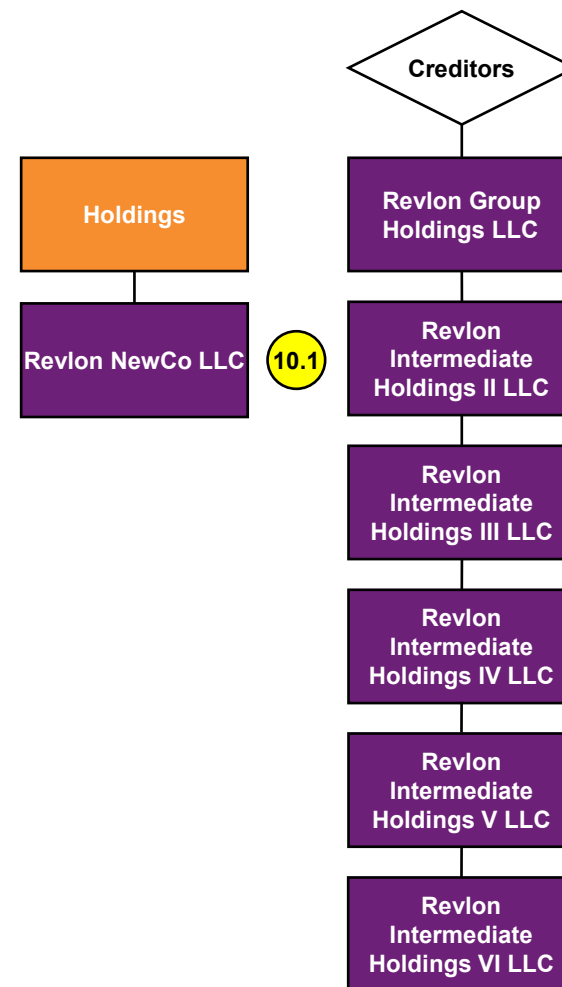 Creditors
Holdings
Revlon Group
Holdings LLC
Revlon NewCo LLC
10.1
Revlon
Intermediate
Holdings II LLC
Revlon
Intermediate
Holdings III LLC
Revlon
Intermediate
Holdings IV LLC
Revlon
Intermediate
Holdings V LLC
Revlon
Intermediate
Holdings VI LLC